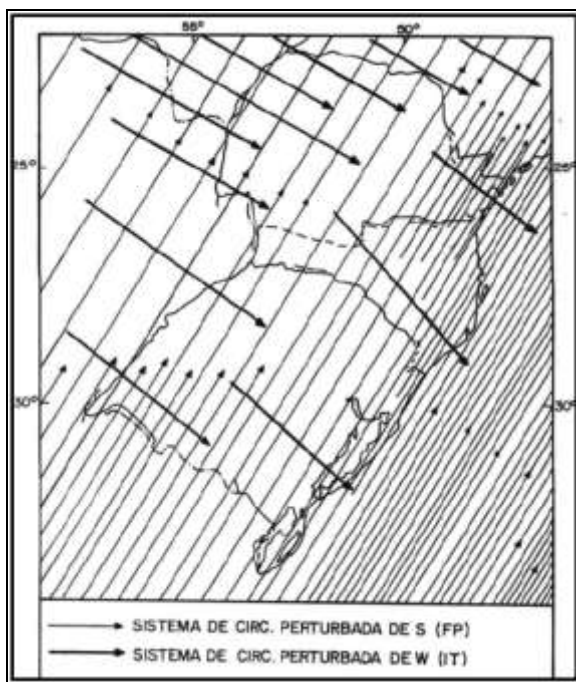 55° 50°
25° 25°
30° 30°
SISTEMA DE CIRC. PERTURBADA DE S (FP)
SISTEMA DE CIRC. PERTURBADA DE W (IT)